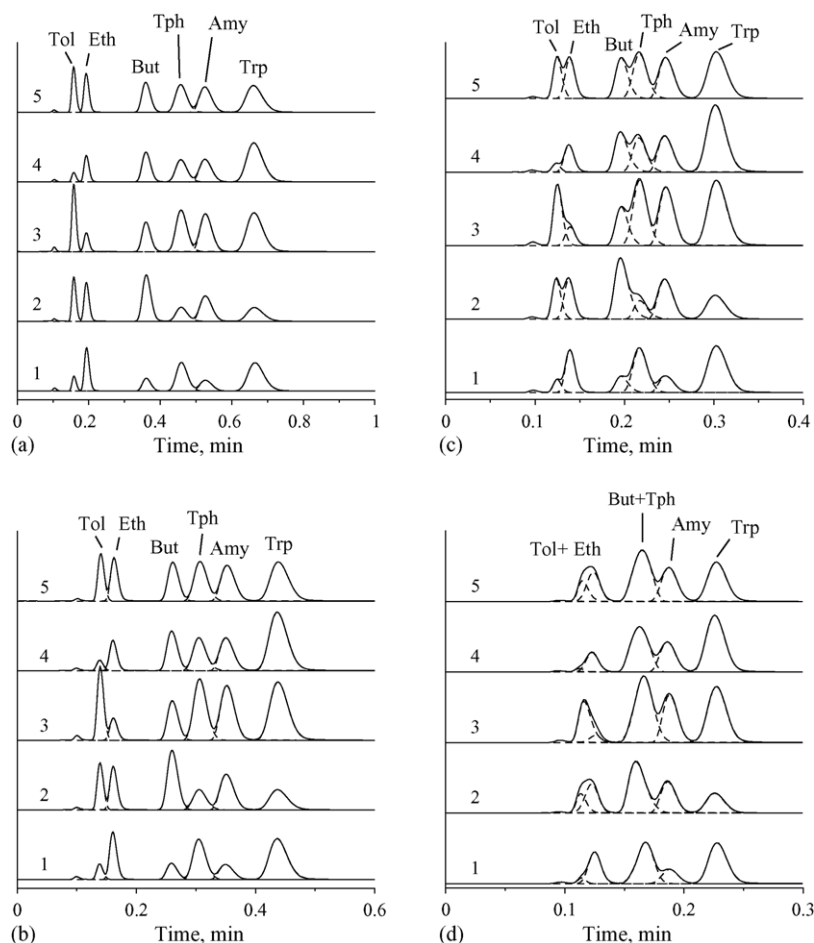 Tol Eth Tph Amy
But Trp
5
4
3
2
1
0 0.2 0.4 0.6 0.8 1
(a) Time, min
Tol Eth Tph
But Amy Trp
5
4
3
2
1
0 0.1 0.2 0.3 0.4
(c) Time, min
Tol Eth Tph
But Amy Trp
5
4
3
2
1
0 0.2 0.4 0.6
(b) Time, min
But+Tph
Amy
Tol+ Eth Trp
5
4
3
2
1
0 0.1 0.2 0.3
(d) Time, min